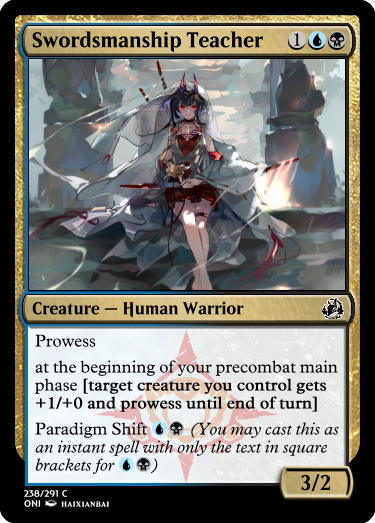 Swordsmanship Teacher 1
Creature — Human Warrior
Prowess
at the beginning of your precombat main
phase [target creature you control gets
+1/+0 and prowess until end of turn]
Paradigm Shift (You may cast this as
an instant spell with only the text in square
brackets for )
3/2
238/291 C
ONI HAIXIANBAI